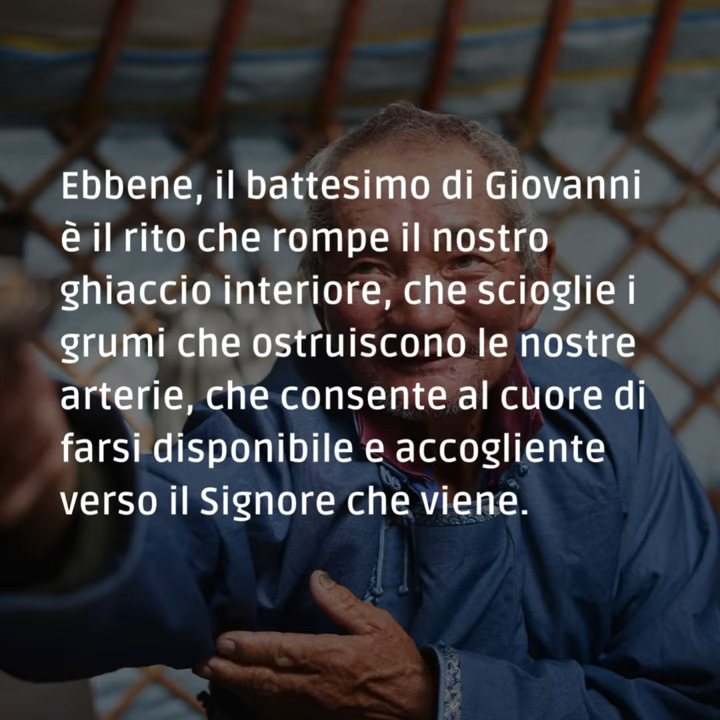 Ebbene, il battesimo di Giovanni
è il rito che rompe il nostro
ghiaccio interiore, che scioglie i
grumi che ostruiscono le nostre
arterie, che consente al cuore di
farsi disponibile e accogliente
verso il Signore che viene.